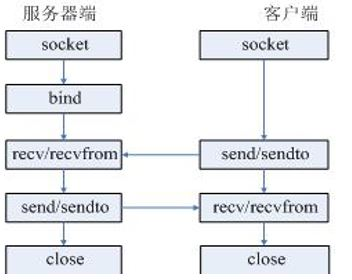 服务器端 客户端
socket socket
bind
recv/recvfrom send/sendto
send/sendto recv/recvfrom
close close